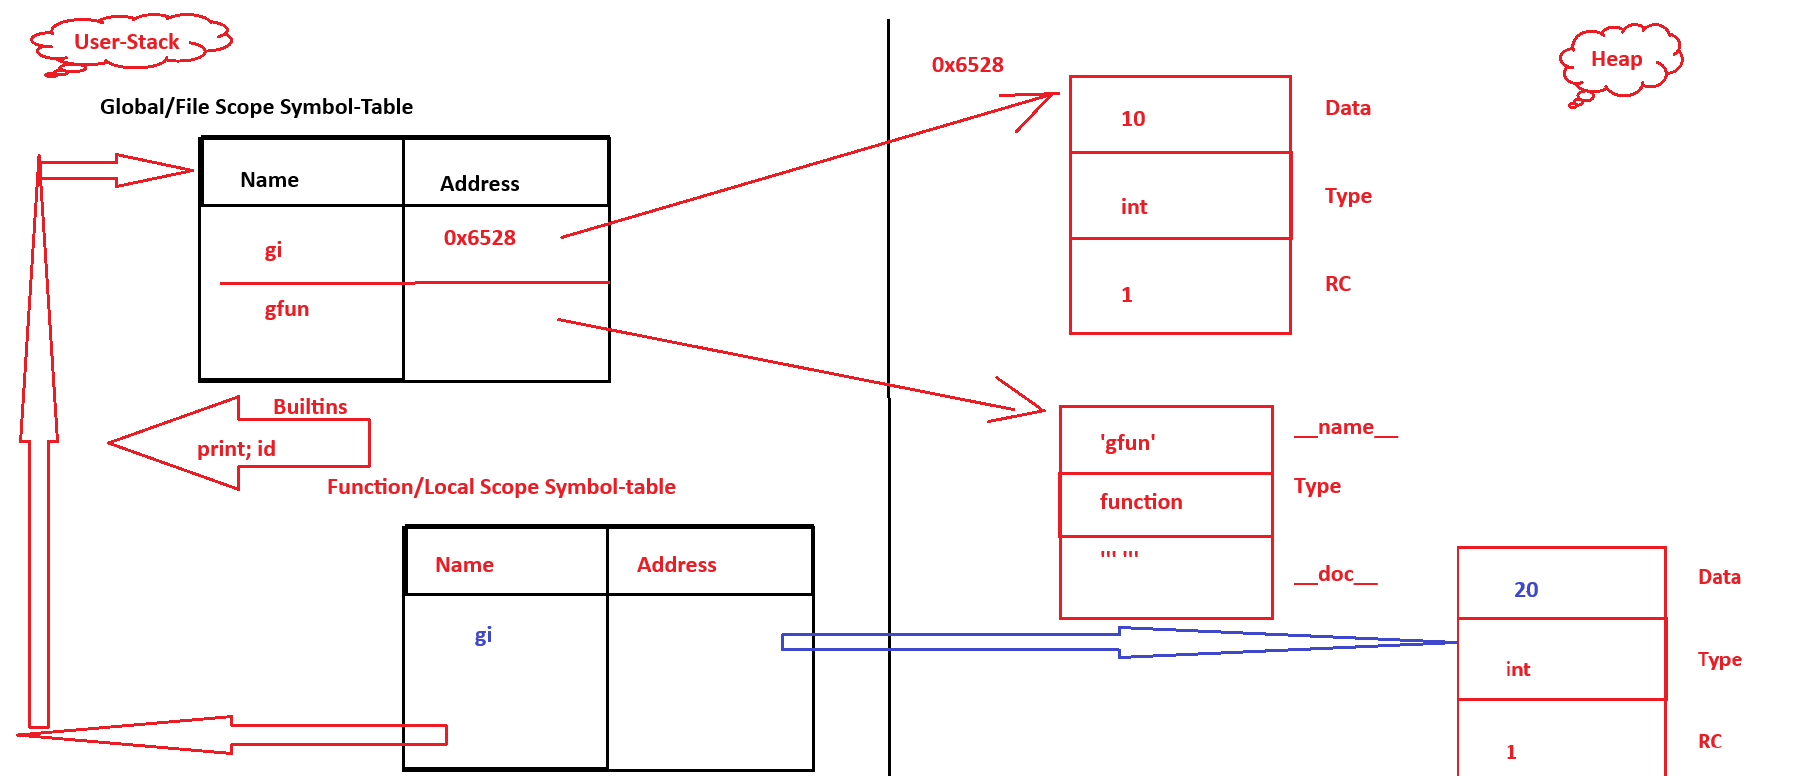 User-Stack
Heap
0x6528
Global/File Scope Symbol-Table
Name Address
gi 0x6528
gfun
10 Data
int Type
1 RC
Builtins
print; id
'gfun' __name__
function Type
''' ''' __doc__
Function/Local Scope Symbol-table
Name Address
gi
20 Data
int Type
1 RC